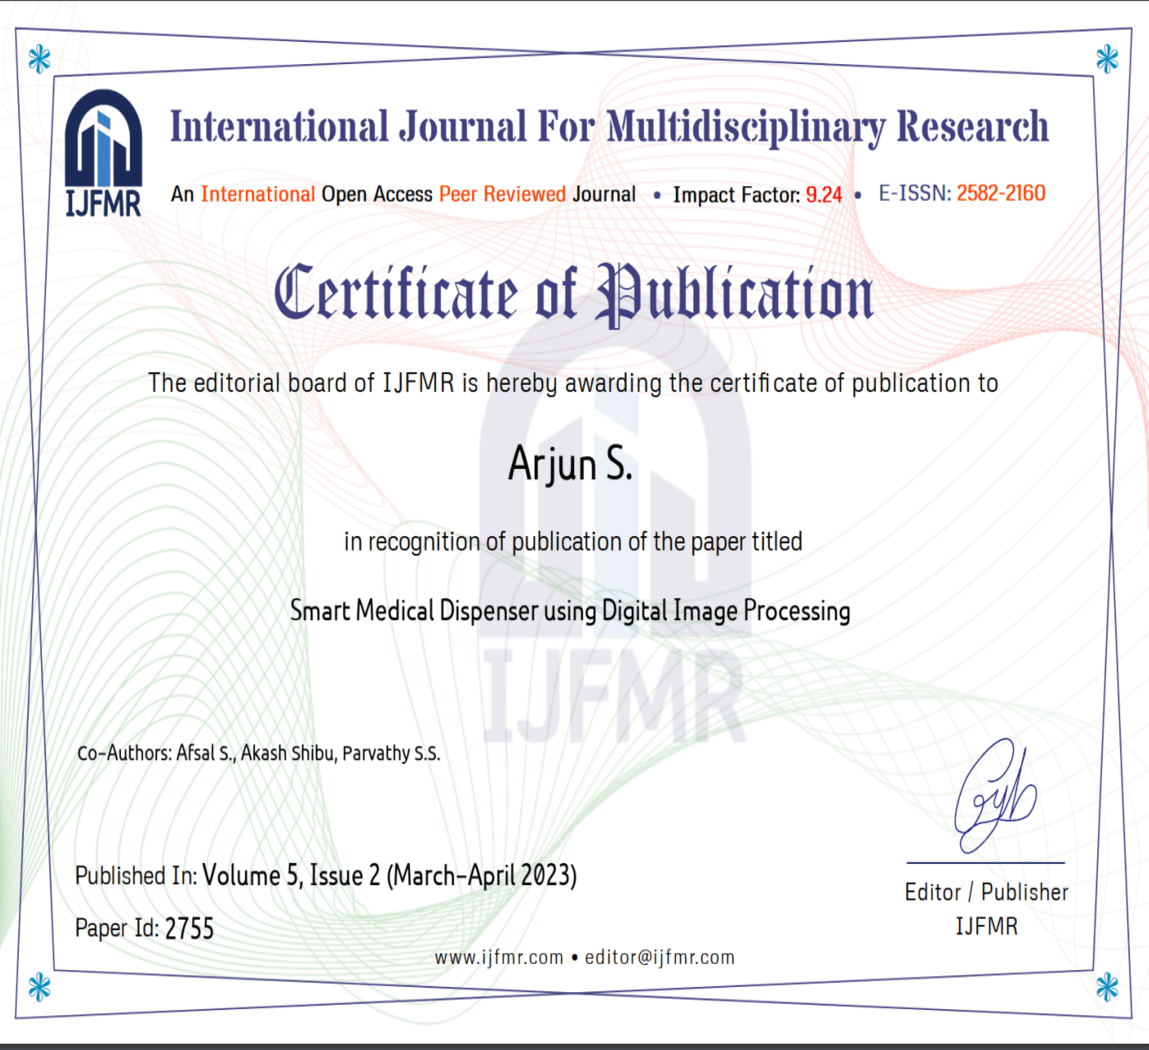 IJFMR
International Journal For Multidisciplinary Research
An International Open Access Peer Reviewed Journal • Impact Factor: 9.24 • E-ISSN: 2582-2160
Certificate of Publication
The editorial board of IJFMR is hereby awarding the certificate of publication to
Arjun S.
in recognition of publication of the paper titled
Smart Medical Dispenser using Digital Image Processing
IJFMR
Co-Authors: Afsal S., Akash Shibu, Parvathy S.S.
Published In: Volume 5, Issue 2 (March-April 2023)
Paper Id: 2755
Editor / Publisher
IJFMR
www.ijfmr.com • editor@ijfmr.com